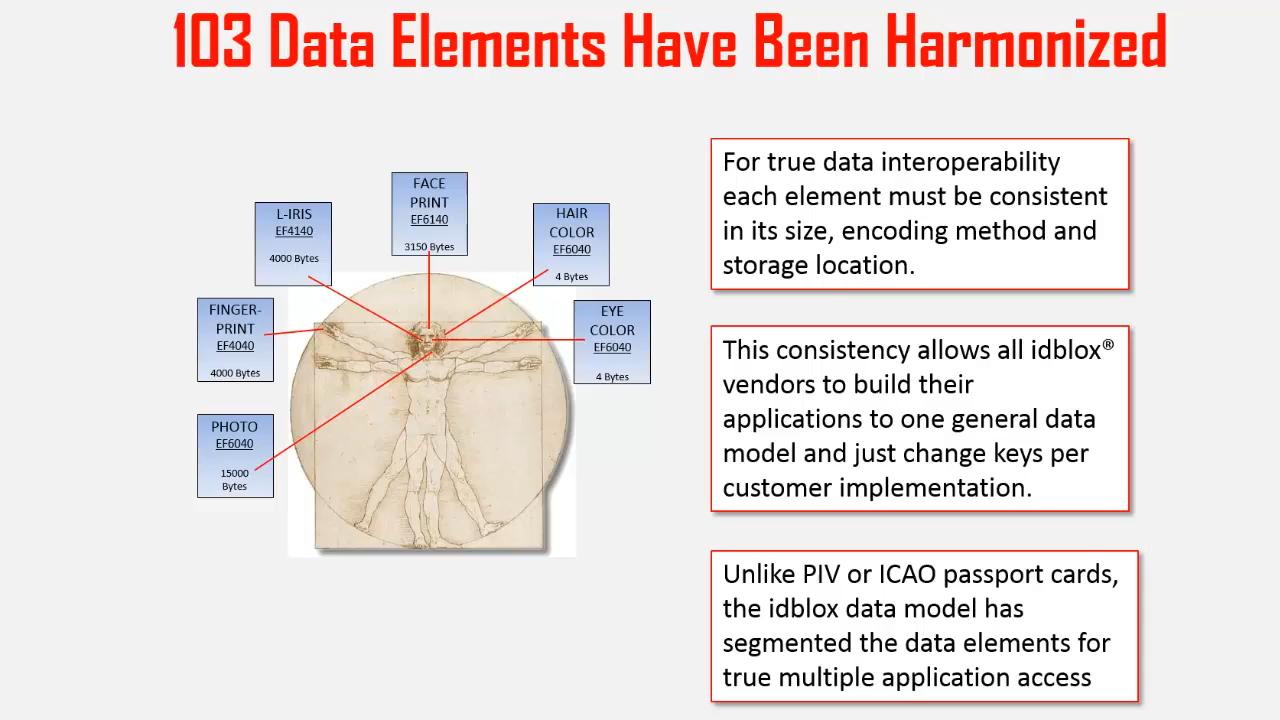 103 Data Elements Have Been Harmonized
FACE
PRINT
EF6140
3150 Bytes
L-IRIS
EF4140
4000 Bytes
HAIR
COLOR
EF6040
4 Bytes
FINGER-
PRINT
EF4040
4000 Bytes
EYE
COLOR
EF6040
4 Bytes
PHOTO
EF6040
15000
Bytes
For true data interoperability
each element must be consistent
in its size, encoding method and
storage location.
This consistency allows all idblox®
vendors to build their
applications to one general data
model and just change keys per
customer implementation.
Unlike PIV or ICAO passport cards,
the idblox data model has
segmented the data elements for
true multiple application access